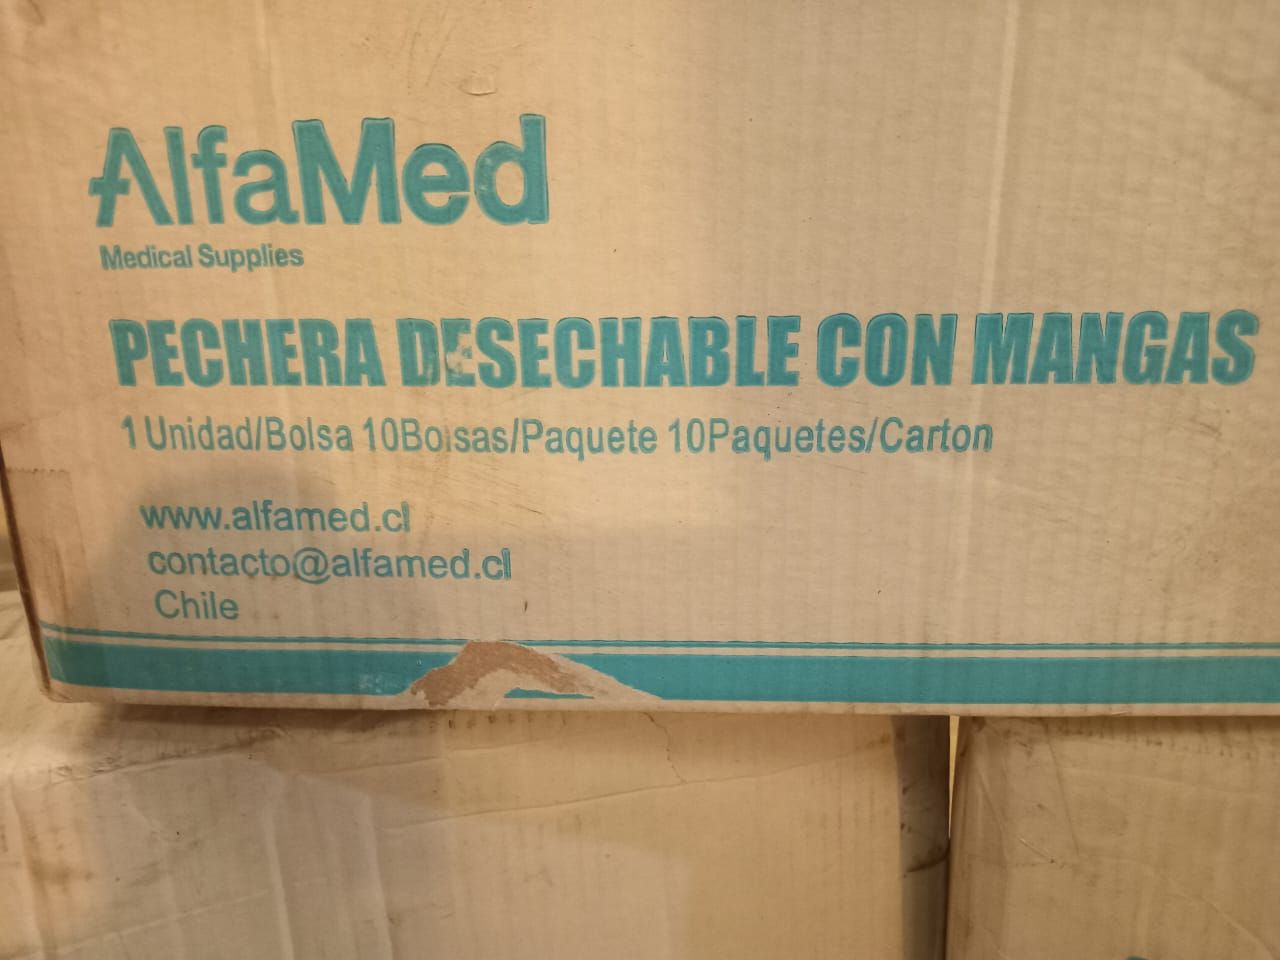 AlfaMed
Medical Supplies
PECHERA DESECHABLE CON MANGAS
1 Unidad/Bolsa 10Bolsas/Paquete 10Paquetes/Carton
www.alfamed.cl
contacto@alfamed.cl
Chile